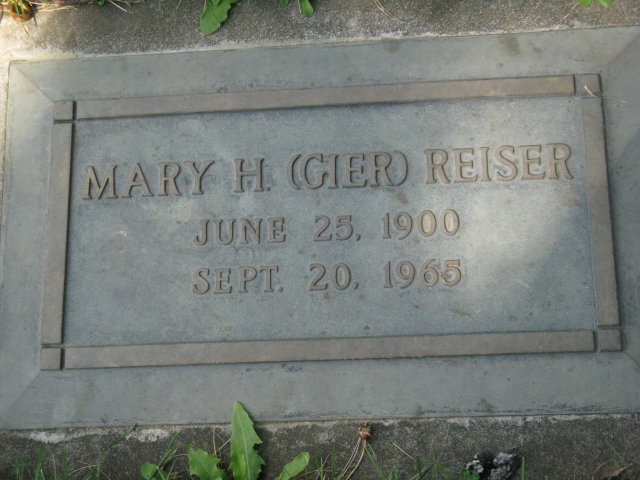 MARY H. (GIER) REISER
JUNE 25, 1900
SEPT. 20, 1965